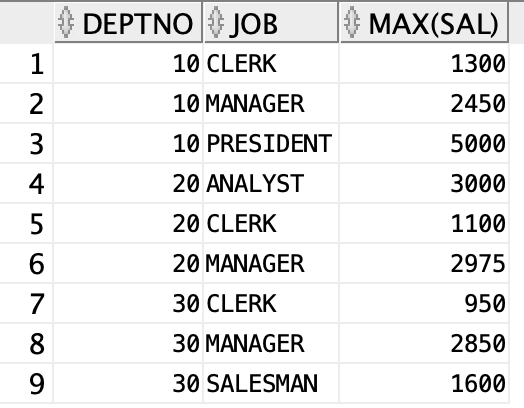 DEPTNO JOB MAX(SAL)
1 10 CLERK 1300
2 10 MANAGER 2450
3 10 PRESIDENT 5000
4 20 ANALYST 3000
5 20 CLERK 1100
6 20 MANAGER 2975
7 30 CLERK 950
8 30 MANAGER 2850
9 30 SALESMAN 1600